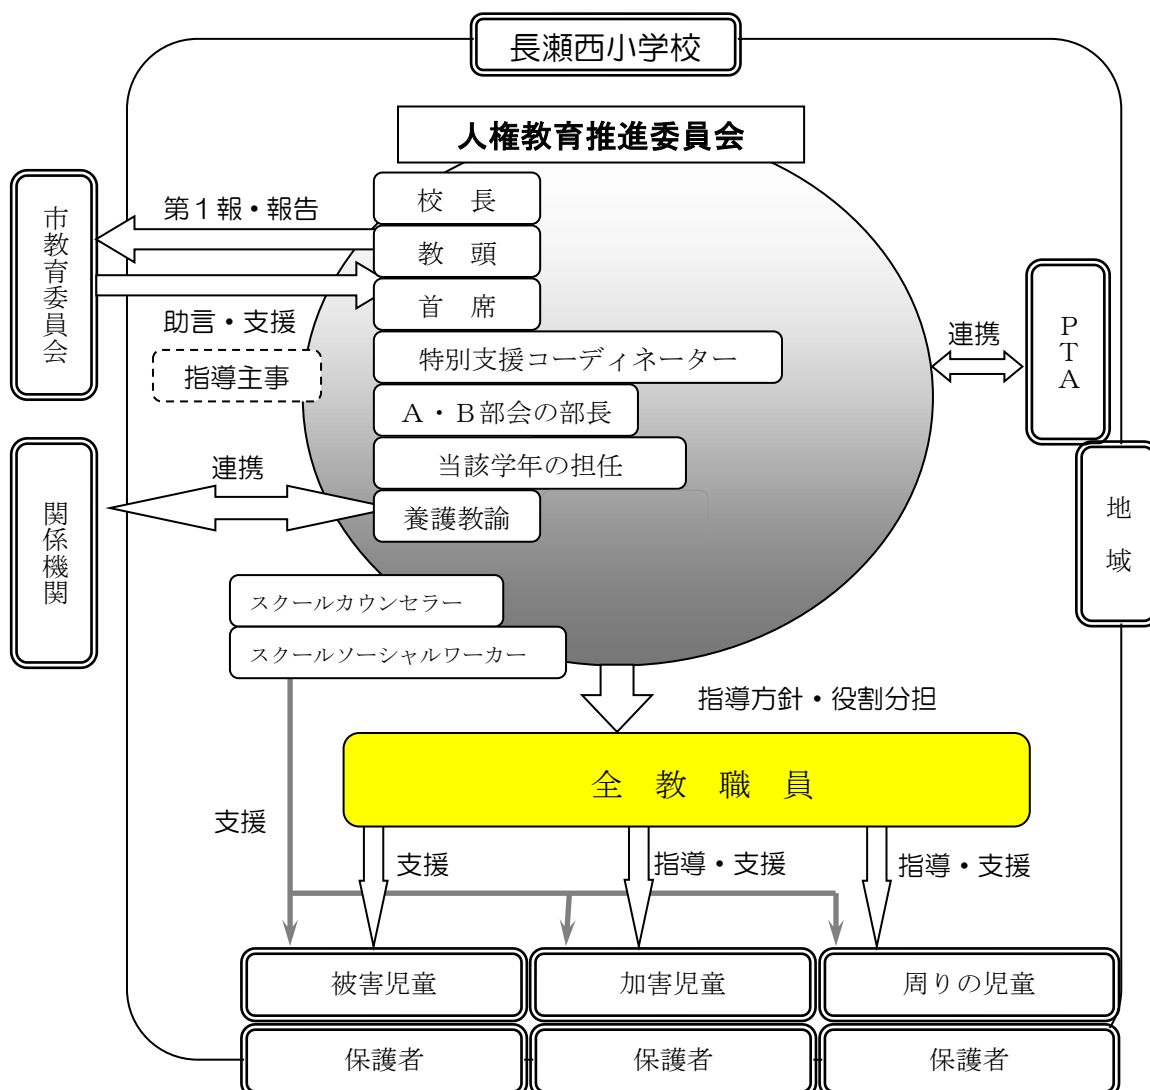 長瀬西小学校
人権教育推進委員会
市教育委員会
第１報・報告
助言・支援
指導主事
校　長
教　頭
首　席
特別支援コーディネーター
Ａ・Ｂ部会の部長
当該学年の担任
養護教諭
連携
ＰＴＡ
地域
連携
関係機関
スクールカウンセラー
スクールソーシャルワーカー
指導方針・役割分担
全　教　職　員
支援
支援
指導・支援
指導・支援
被害児童
加害児童
周りの児童
保護者
保護者
保護者